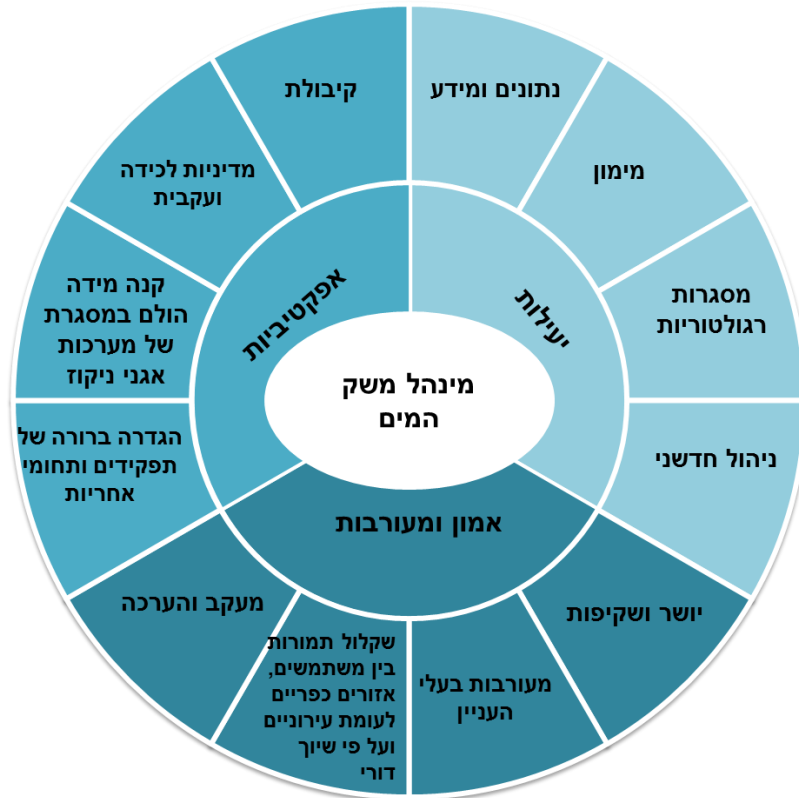 קיבולת
נתונים ומידע
מדיניות לכידה
ועקבית
מימון
קנה מידה
הולם במסגרת
של מערכות
אגני ניקוז
מסגרות
רגולטוריות
אפקטיביות
יעילות
מינהל משק
המים
הגדרה ברורה של
תפקידים ותחומי
אחריות
ניהול חדשני
אמון ומעורבות
מעקב והערכה
יושר ושקיפות
שקלול תמורות
בין משתמשים,
אזורים כפריים
לעומת עירוניים
ועל פי שיוך
דורי
מעורבות בעלי
העניין